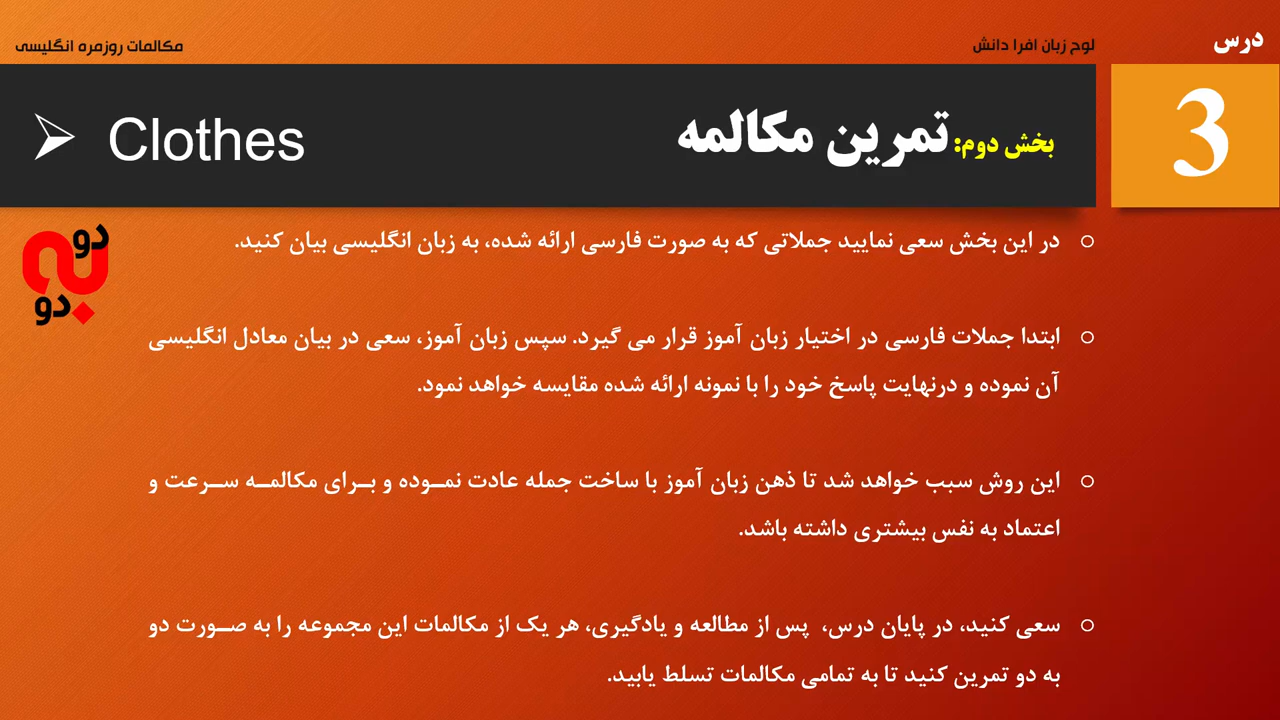 درس
لوح زبان افرا دانش
مکالمات روزمره انگلیسی
3
بخش دوم: تمرین مکالمه
Clothes
دو به دو
در این بخش سعی نمایید جملاتی که به صورت فارسی ارائه شده، به زبان انگلیسی بیان کنید.
ابتدا جملات فارسی در اختیار زبان آموز قرار می گیرد. سپس زبان آموز، سعی در بیان معادل انگلیسی
آن نموده و درنهایت پاسخ خود را با نمونه ارائه شده مقایسه خواهد نمود.
این روش سبب خواهد شد تا ذهن زبان آموز با ساخت جمله عادت نمـوده و بـرای مکالمـه سـرعت و
اعتماد به نفس بیشتری داشته باشد.
سعی کنید، در پایان درس، پس از مطالعه و یادگیری، هر یک از مکالمات این مجموعه را به صـورت دو
به دو تمرین کنید تا به تمامی مکالمات تسلط یابید.